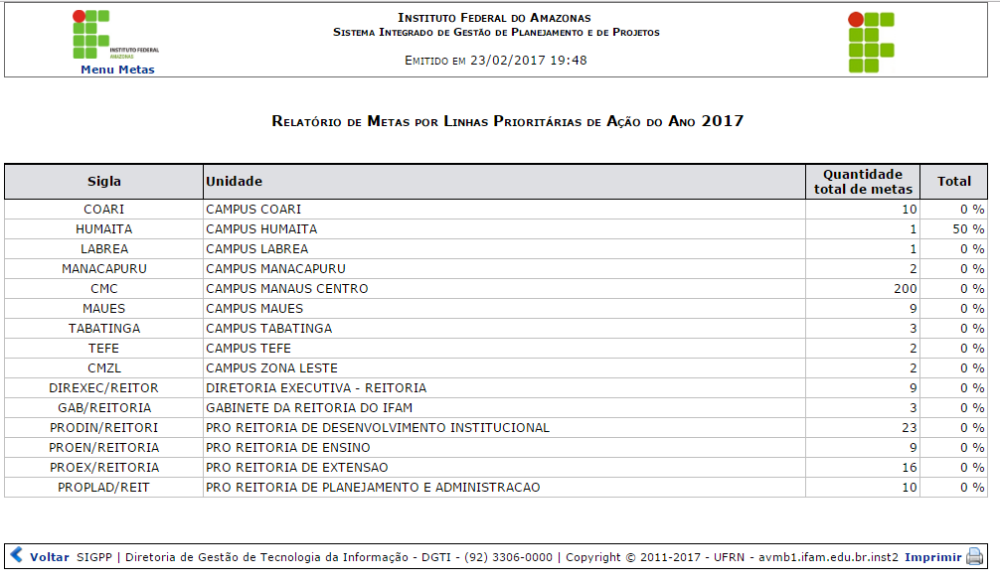 INSTITUTO FEDERAL DO AMAZONAS
SISTEMA INTEGRADO DE GESTÃO DE PLANEJAMENTO E DE PROJETOS
EMITIDO EM 23/02/2017 19:48
INSTITUTO FEDERAL
AMAZONAS
Menu Metas
RELATÓRIO DE METAS POR LINHAS PRIORITÁRIAS DE AÇÃO DO ANO 2017
Sigla Unidade Quantidade total de metas Total
COARI CAMPUS COARI 10 0 %
HUMAITA CAMPUS HUMAITA 1 50 %
LABREA CAMPUS LABREA 1 0 %
MANACAPURU CAMPUS MANACAPURU 2 0 %
CMC CAMPUS MANAUS CENTRO 200 0 %
MAUES CAMPUS MAUES 9 0 %
TABATINGA CAMPUS TABATINGA 3 0 %
TEFE CAMPUS TEFE 2 0 %
CMZL CAMPUS ZONA LESTE 2 0 %
DIREXEC/REITOR DIRETORIA EXECUTIVA - REITORIA 9 0 %
GAB/REITORIA GABINETE DA REITORIA DO IFAM 3 0 %
PRODIN/REITORI PRO REITORIA DE DESENVOLVIMENTO INSTITUCIONAL 23 0 %
PROEN/REITORIA PRO REITORIA DE ENSINO 9 0 %
PROEX/REITORIA PRO REITORIA DE EXTENSAO 16 0 %
PROPLAD/REIT PRO REITORIA DE PLANEJAMENTO E ADMINISTRACAO 10 0 %
Voltar SIGPP | Diretoria de Gestão de Tecnologia da Informação - DGTI - (92) 3306-0000 | Copyright © 2011-2017 - UFRN - avmb1.ifam.edu.br.inst2 Imprimir